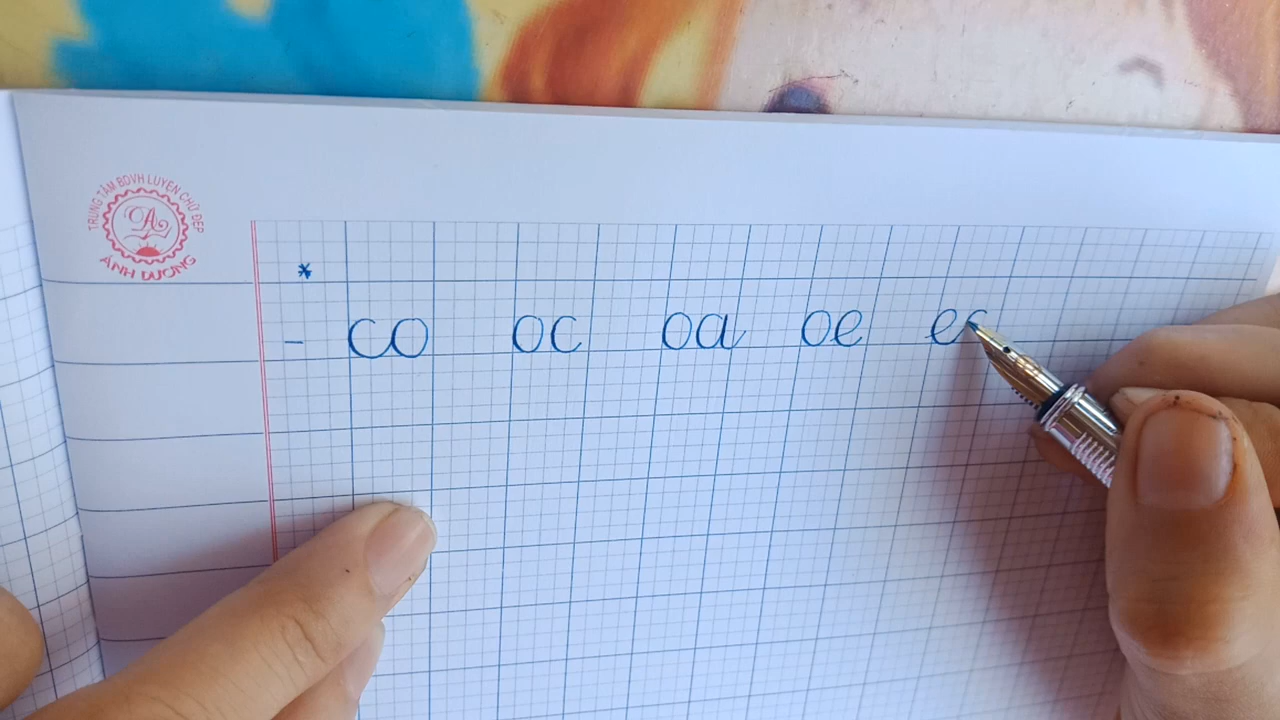 TRUNG TÂM BDVH LUYỆN CHỮ ĐẸP
ÁNH DƯƠNG
*
- co oc oa oe ec